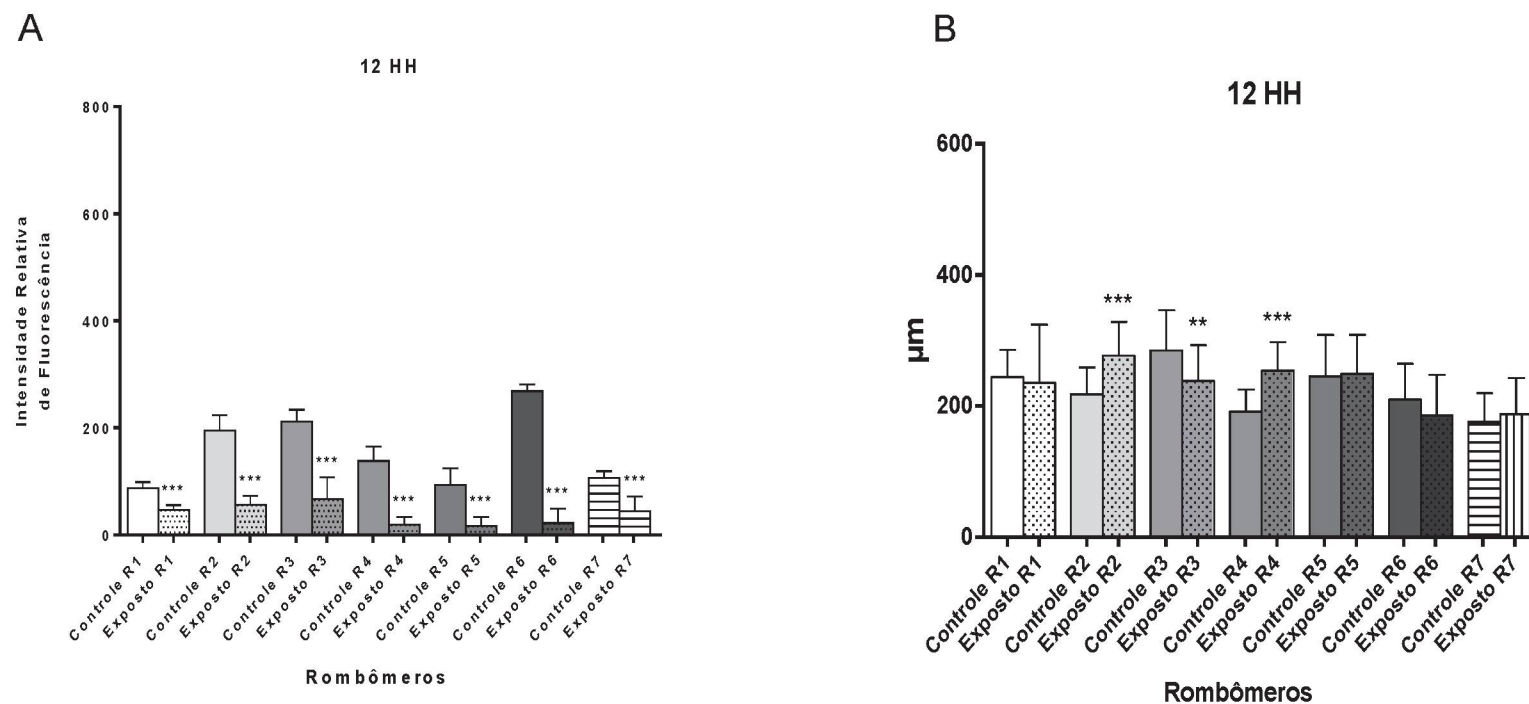 A
12 HH
Intensidade Relativa
de Fluorescência
800
600
400
200
0
***
***
***
***
***
***
***
Controle R1
Exposto R1
Controle R2
Exposto R2
Controle R3
Exposto R3
Controle R4
Exposto R4
Controle R5
Exposto R5
Controle R6
Exposto R6
Controle R7
Exposto R7
Rombômeros
B
12 HH
µm
600
400
200
0
***
**
***
Controle R1
Exposto R1
Controle R2
Exposto R2
Controle R3
Exposto R3
Controle R4
Exposto R4
Controle R5
Exposto R5
Controle R6
Exposto R6
Controle R7
Exposto R7
Rombômeros